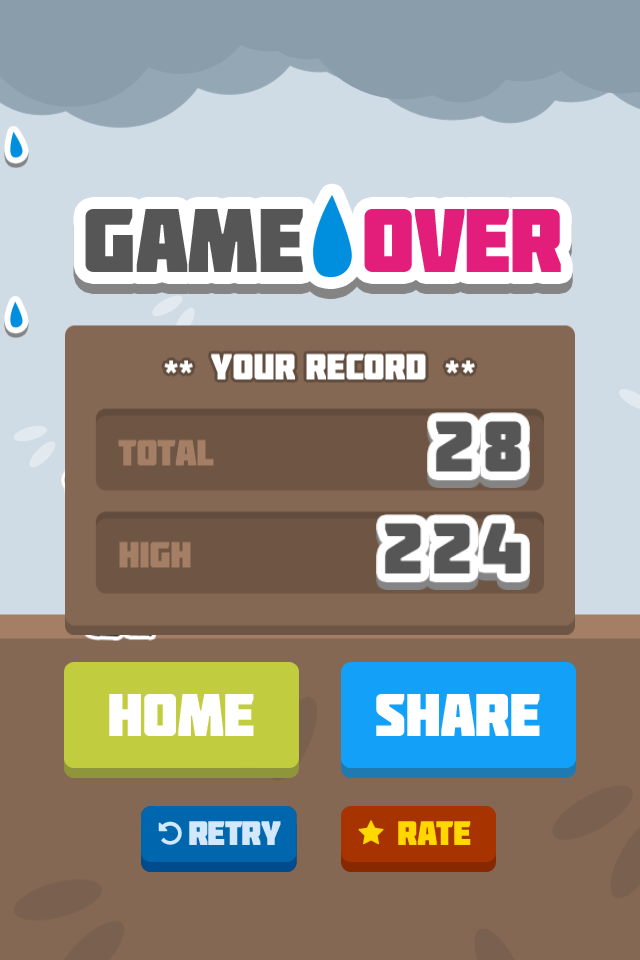 GAME OVER
** YOUR RECORD **
TOTAL 28
HIGH 224
HOME SHARE
RETRY RATE